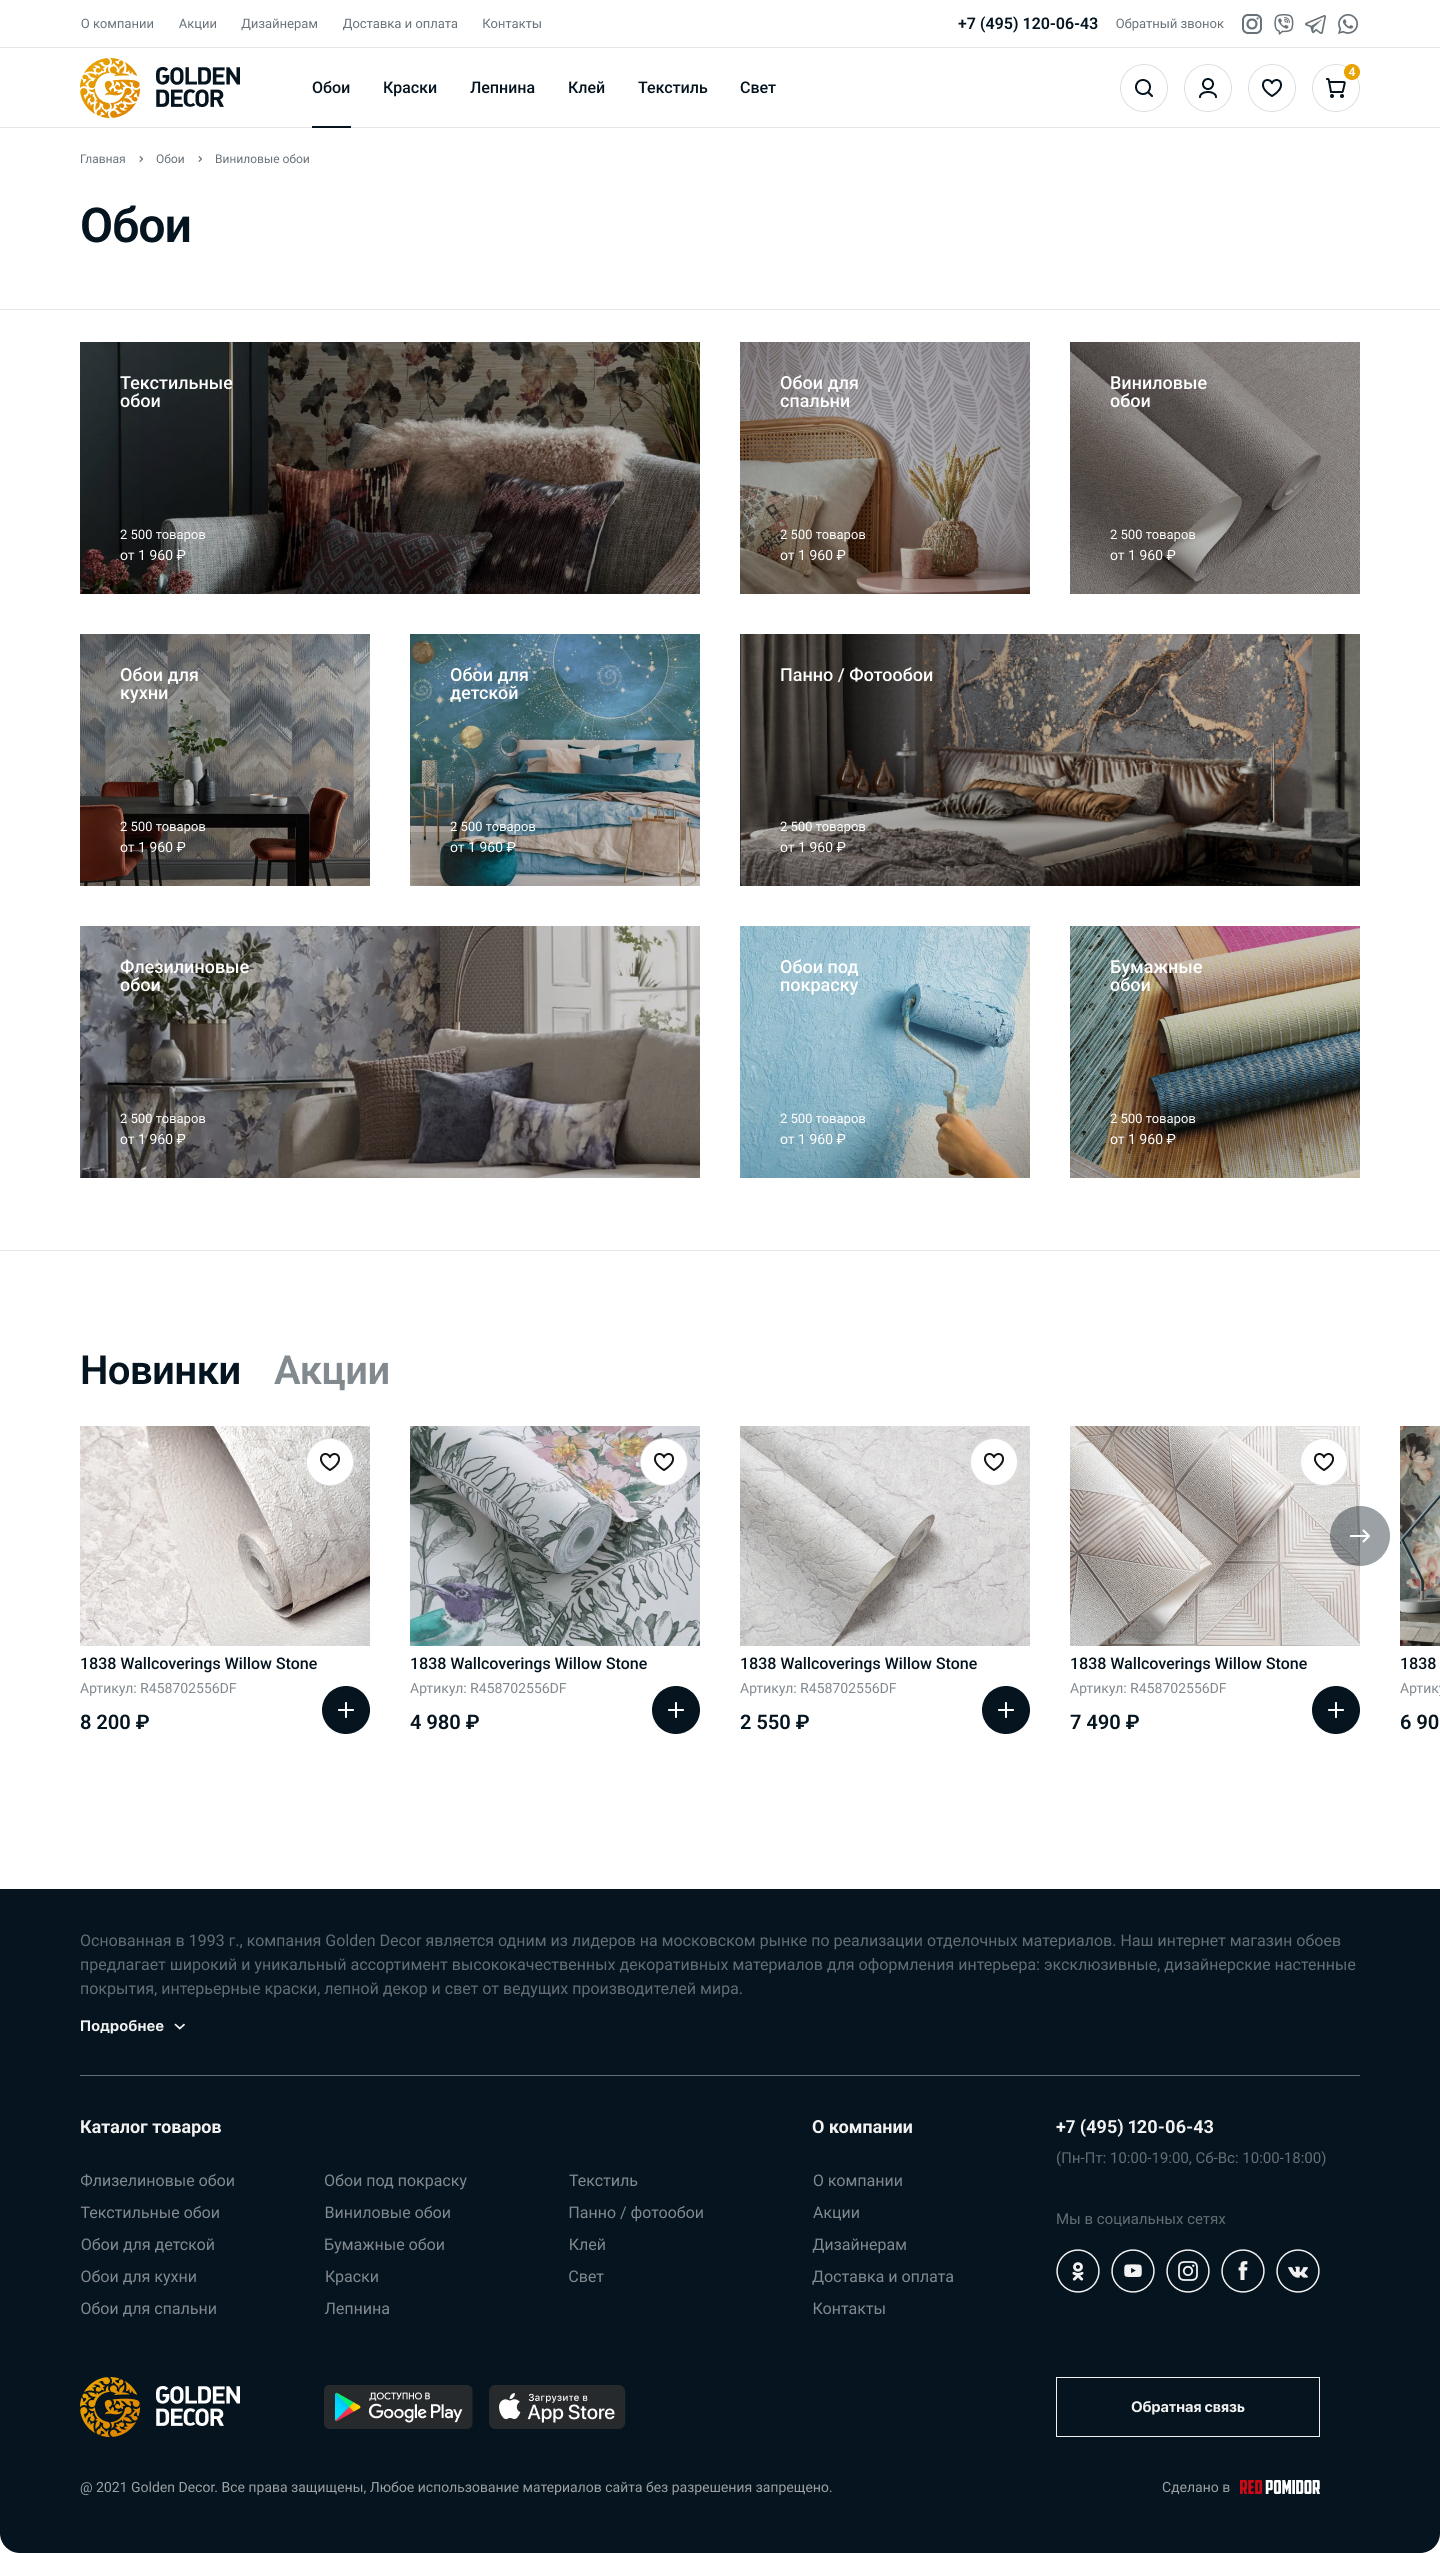 О компании Акции Дизайнерам Доставка и оплата Контакты +7 (495) 120-06-43 Обратный звонок
GOLDEN
DECOR
Обои Краски Лепнина Клей Текстиль Свет 4
Главная > Обои > Виниловые обои
Обои
Текстильные
обои
2 500 товаров
от 1 960 ₽
Обои для
спальни
2 500 товаров
от 1 960 ₽
Виниловые
обои
2 500 товаров
от 1 960 ₽
Обои для
кухни
2 500 товаров
от 1 960 ₽
Обои для
детской
2 500 товаров
от 1 960 ₽
Панно / Фотообои
2 500 товаров
от 1 960 ₽
Флезилиновые
обои
2 500 товаров
от 1 960 ₽
Обои под
покраску
2 500 товаров
от 1 960 ₽
Бумажные
обои
2 500 товаров
от 1 960 ₽
Новинки Акции
1838 Wallcoverings Willow Stone
Артикул: R458702556DF
8 200 ₽
1838 Wallcoverings Willow Stone
Артикул: R458702556DF
4 980 ₽
1838 Wallcoverings Willow Stone
Артикул: R458702556DF
2 550 ₽
1838 Wallcoverings Willow Stone
Артикул: R458702556DF
7 490 ₽
1838
Артику
6 90
Основанная в 1993 г., компания Golden Decor является одним из лидеров на московском рынке по реализации отделочных материалов. Наш интернет магазин обоев
предлагает широкий и уникальный ассортимент высококачественных декоративных материалов для оформления интерьера: эксклюзивные, дизайнерские настенные
покрытия, интерьерные краски, лепной декор и свет от ведущих производителей мира.
Подробнее
Каталог товаров
Флизелиновые обои
Текстильные обои
Обои для детской
Обои для кухни
Обои для спальни
Обои под покраску
Виниловые обои
Бумажные обои
Краски
Лепнина
Текстиль
Панно / фотообои
Клей
Свет
О компании
О компании
Акции
Дизайнерам
Доставка и оплата
Контакты
+7 (495) 120-06-43
(Пн-Пт: 10:00-19:00, Сб-Вс: 10:00-18:00)
Мы в социальных сетях
GOLDEN
DECOR
ДОСТУПНО В
Google Play
Загрузите в
App Store
Обратная связь
@ 2021 Golden Decor. Все права защищены, Любое использование материалов сайта без разрешения запрещено.
Сделано в REDPOMIDOR